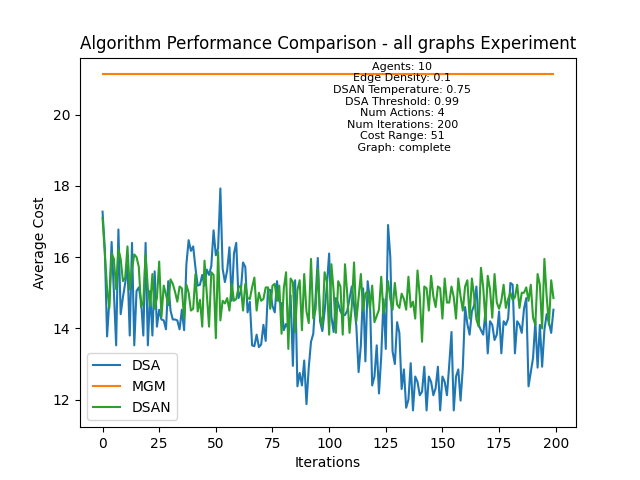 Algorithm Performance Comparison - all graphs Experiment
Agents: 10
Edge Density: 0.1
DSAN Temperature: 0.75
DSA Threshold: 0.99
Num Actions: 4
Num Iterations: 200
Cost Range: 51
Graph: complete
Average Cost
20
18
16
14
12
DSA
MGM
DSAN
0 25 50 75 100 125 150 175 200
Iterations